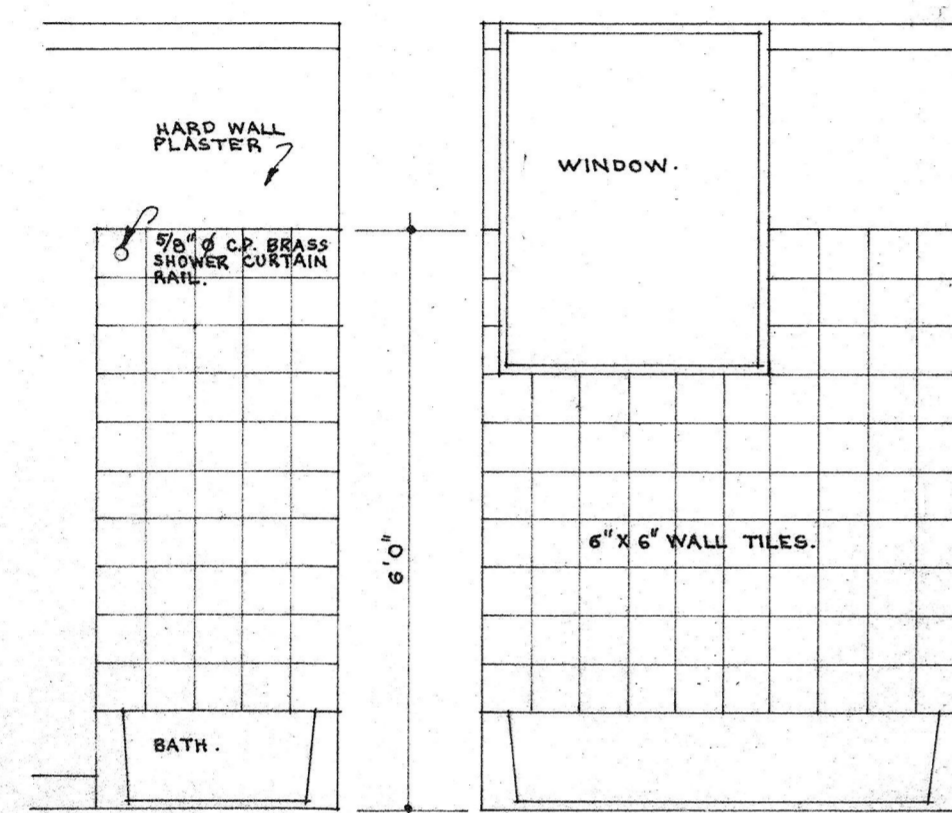 HARD WALL
PLASTER
5/8" Ø C.P. BRASS
SHOWER CURTAIN
RAIL.
BATH.
6'0"
WINDOW.
6" X 6" WALL TILES.